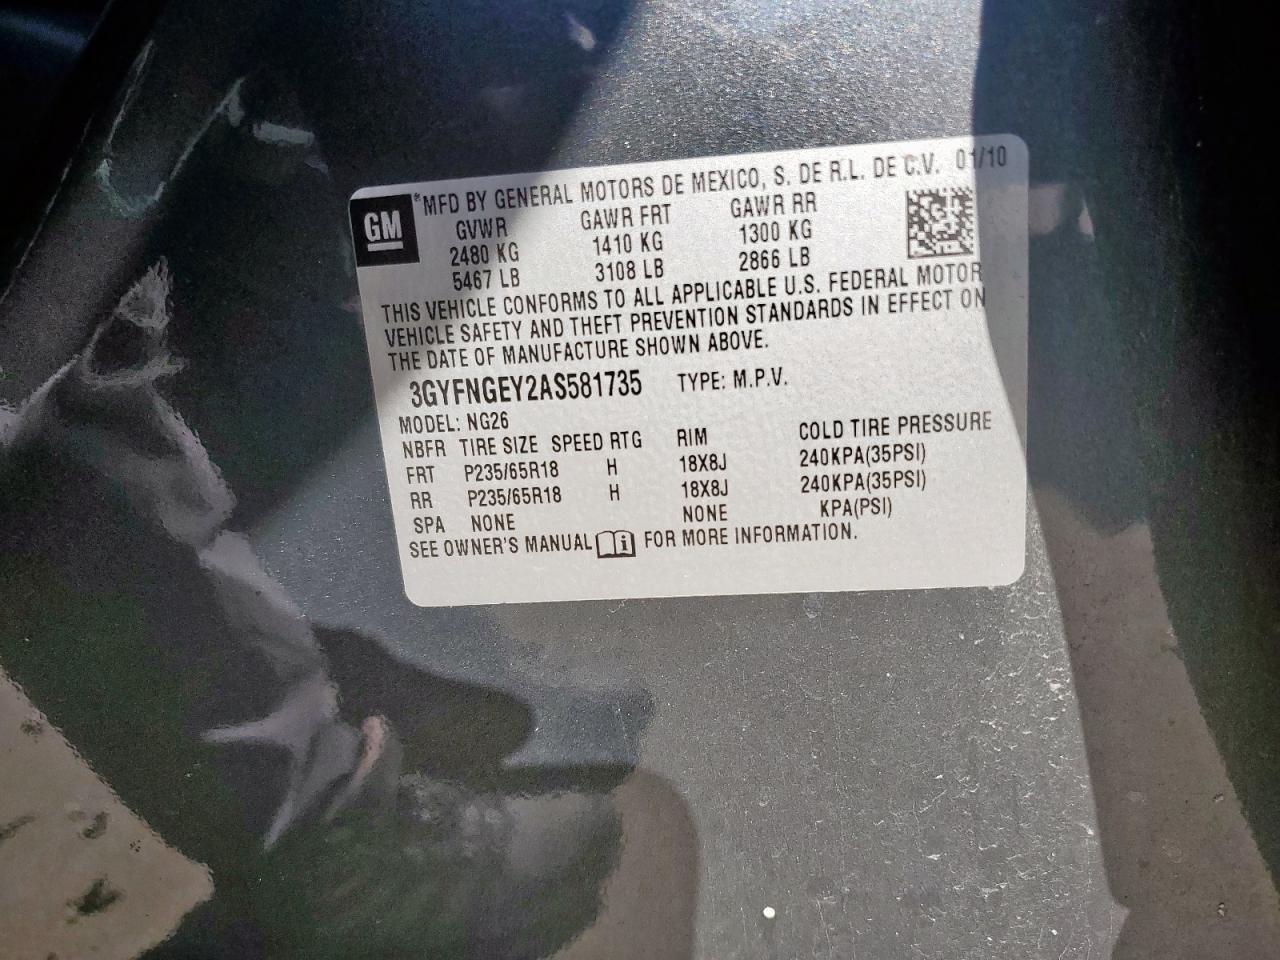 GM *MFD BY GENERAL MOTORS DE MEXICO, S. DE R.L. DE C.V. 01/10
GVWR GAWR FRT GAWR RR
2480 KG 1410 KG 1300 KG
5467 LB 3108 LB 2866 LB
THIS VEHICLE CONFORMS TO ALL APPLICABLE U.S. FEDERAL MOTOR
VEHICLE SAFETY AND THEFT PREVENTION STANDARDS IN EFFECT ON
THE DATE OF MANUFACTURE SHOWN ABOVE.
3GYFNGEY2AS581735 TYPE: M.P.V.
MODEL: NG26
NBFR TIRE SIZE SPEED RTG RIM COLD TIRE PRESSURE
FRT P235/65R18 H 18X8J 240KPA(35PSI)
RR P235/65R18 H 18X8J 240KPA(35PSI)
SPA NONE NONE KPA(PSI)
SEE OWNER'S MANUAL FOR MORE INFORMATION.